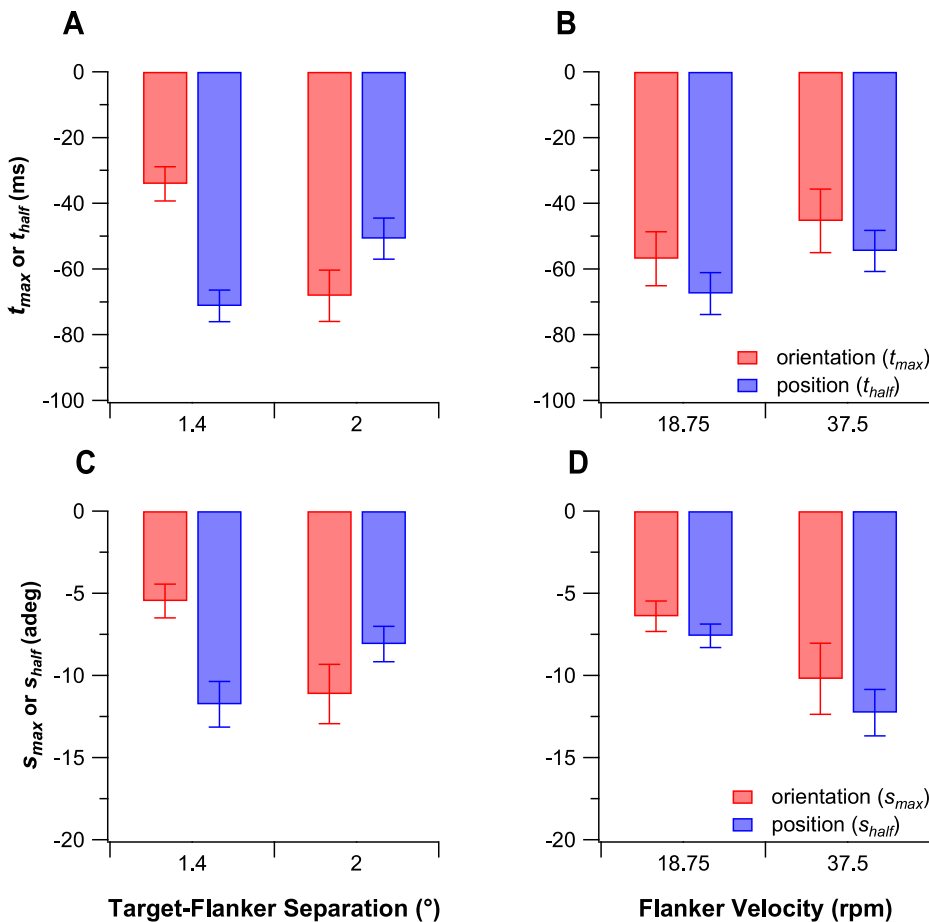 A
B
0
-20
-40
-60
-80
-100
t_max or t_half (ms)
1.4 2
0
-20
-40
-60
-80
-100
orientation (t_max)
position (t_half)
18.75 37.5
C
D
0
-5
-10
-15
-20
s_max or s_half (adeg)
1.4 2
Target-Flanker Separation (°)
0
-5
-10
-15
-20
orientation (s_max)
position (s_half)
18.75 37.5
Flanker Velocity (rpm)